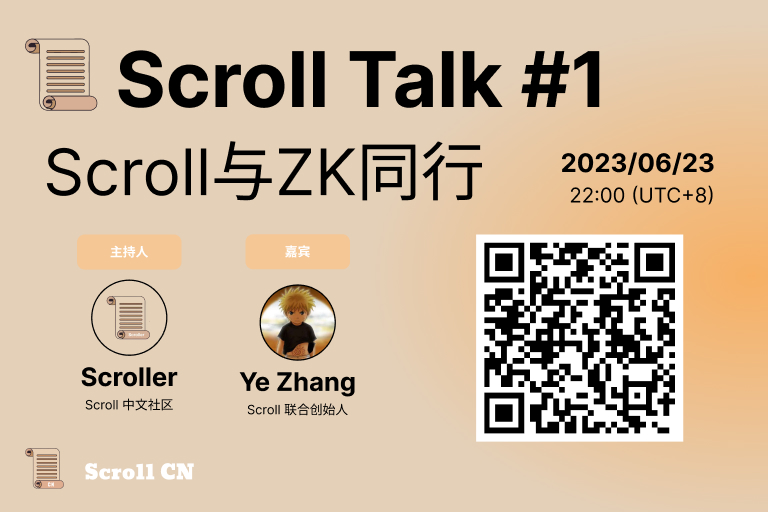 Scroll Talk #1
Scroll与ZK同行
2023/06/23
22:00 (UTC+8)
主持人
嘉宾
Scroller
Scroll 中文社区
Ye Zhang
Scroll 联合创始人
Scroll CN